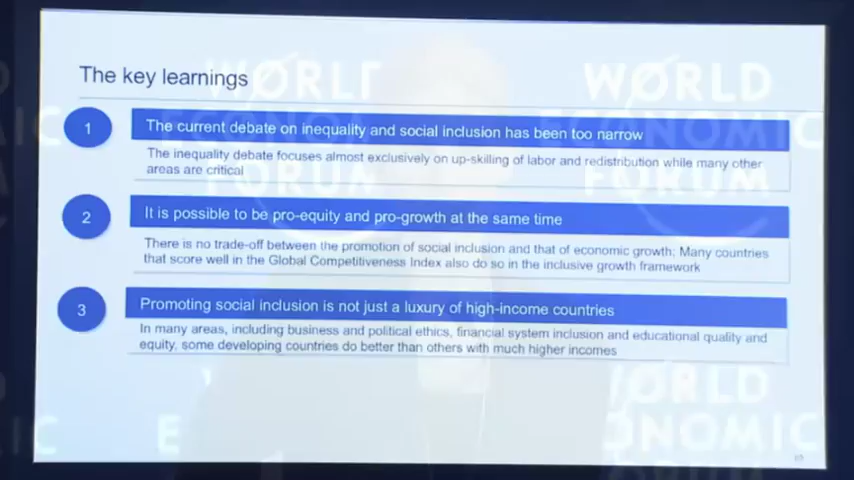 The key learnings
1
The current debate on inequality and social inclusion has been too narrow
The inequality debate focuses almost exclusively on up-skilling of labor and redistribution while many other
areas are critical
2
It is possible to be pro-equity and pro-growth at the same time
There is no trade-off between the promotion of social inclusion and that of economic growth: Many countries
that score well in the Global Competitiveness Index also do so in the inclusive growth framework
3
Promoting social inclusion is not just a luxury of high-income countries
In many areas, including business and political ethics, financial system inclusion and educational quality and
equity, some developing countries do better than others with much higher incomes
WORLD
ECONOMIC
FORUM
WORLD
ECONOMIC
FORUM